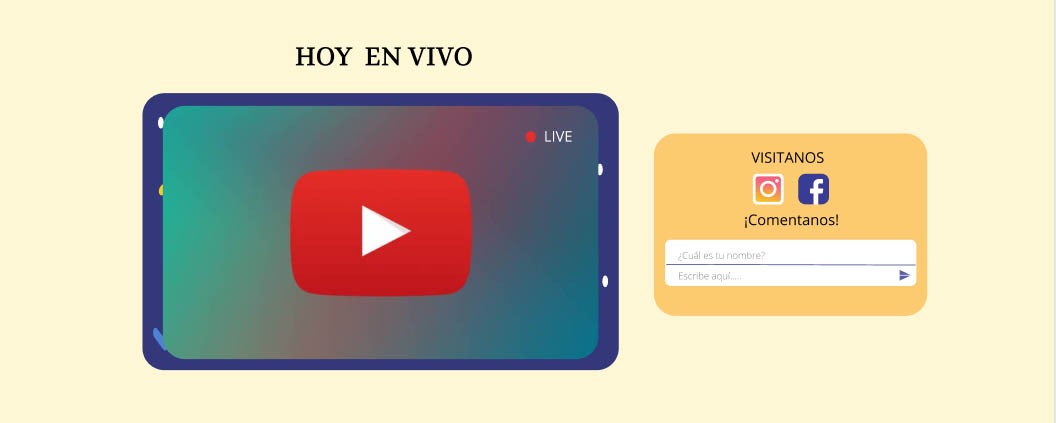 HOY EN VIVO
LIVE
VISITANOS
¡Comentanos!
¿Cuál es tu nombre?
Escribe aquí.....